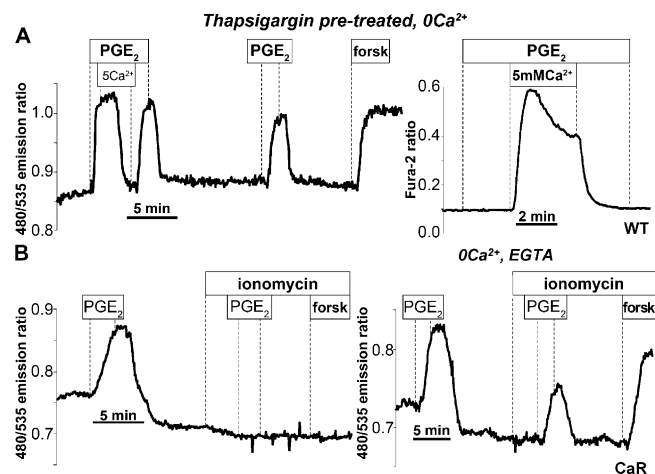 Thapsigargin pre-treated, 0Ca²⁺
A
PGE₂
5Ca²⁺
PGE₂
forsk
480/535 emission ratio
1.0
0.9
0.8
5 min
PGE₂
5mMCa²⁺
Fura-2 ratio
0.6
0.4
0.2
0.0
2 min
WT
B
0Ca²⁺, EGTA
ionomycin
PGE₂
PGE₂
forsk
480/535 emission ratio
0.9
0.8
0.7
5 min
ionomycin
PGE₂
PGE₂
forsk
480/535 emission ratio
0.8
0.7
5 min
CaR